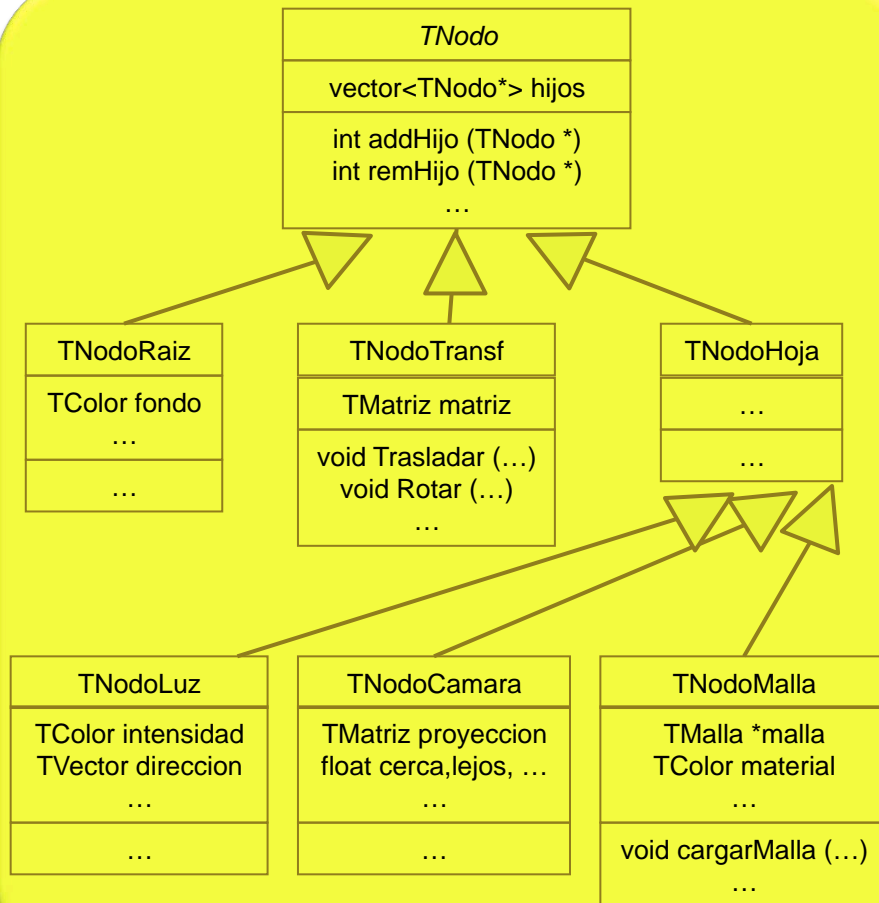 TNodo
vector<TNodo*> hijos
int addHijo (TNodo *)
int remHijo (TNodo *)
…
TNodoRaiz
TColor fondo
…
…
TNodoTransf
TMatriz matriz
void Trasladar (…)
void Rotar (…)
…
TNodoHoja
…
…
TNodoLuz
TColor intensidad
TVector direccion
…
…
TNodoCamara
TMatriz proyeccion
float cerca,lejos, …
…
…
TNodoMalla
TMalla *malla
TColor material
…
void cargarMalla (…)
…